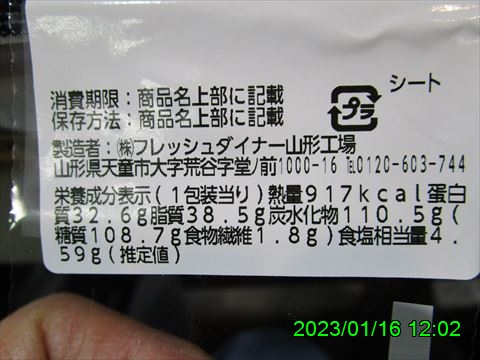 シート
プラ
消費期限：商品名上部に記載
保存方法：商品名上部に記載
製造者：㈱フレッシュダイナー山形工場
山形県天童市大字荒谷字堂ノ前1000-16 ℡0120-603-744
栄養成分表示(1包装当り)熱量917kcal蛋白
質32.6g脂質38.5g炭水化物110.5g(
糖質108.7g食物繊維1.8g)食塩相当量4.
59g(推定値)
2023/01/16 12:02